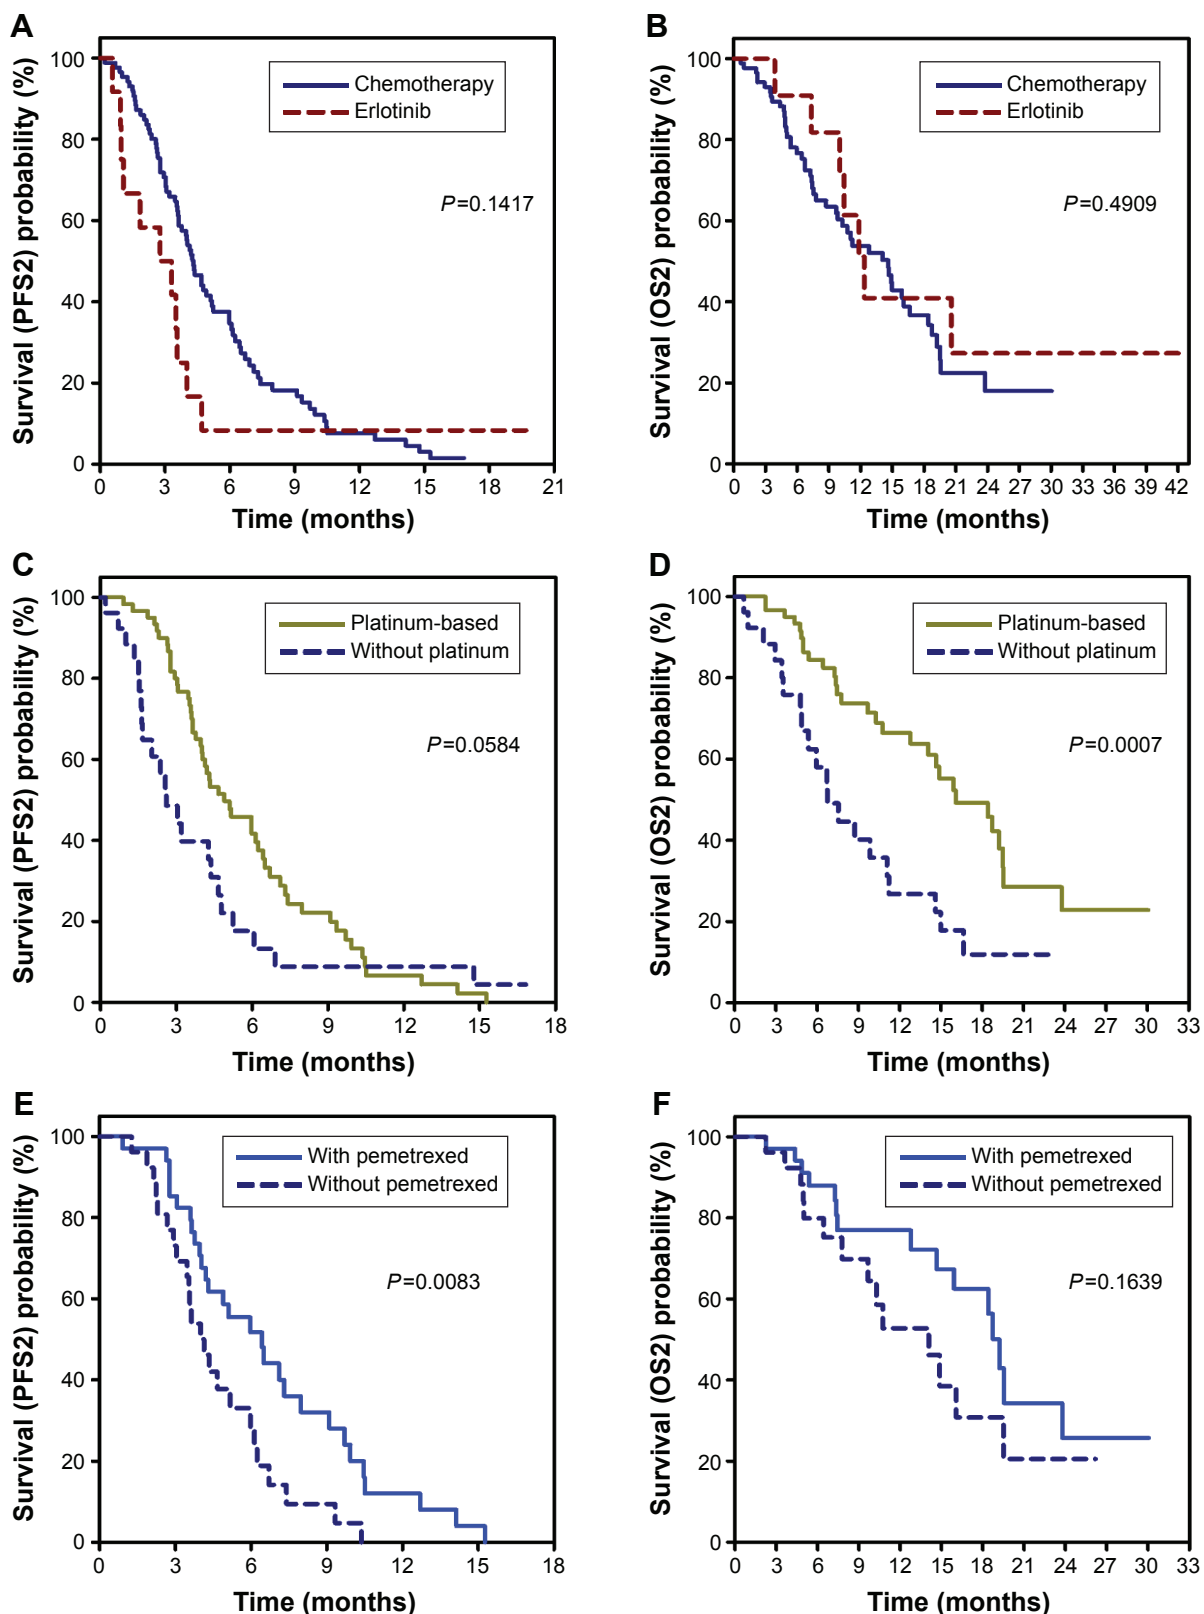 A
Survival (PFS2) probability (%)
100
80
60
40
20
0
Chemotherapy
Erlotinib
P=0.1417
0 3 6 9 12 15 18 21
Time (months)
B
Survival (OS2) probability (%)
100
80
60
40
20
0
Chemotherapy
Erlotinib
P=0.4909
0 3 6 9 12 15 18 21 24 27 30 33 36 39 42
Time (months)
C
Survival (PFS2) probability (%)
100
80
60
40
20
0
Platinum-based
Without platinum
P=0.0584
0 3 6 9 12 15 18
Time (months)
D
Survival (OS2) probability (%)
100
80
60
40
20
0
Platinum-based
Without platinum
P=0.0007
0 3 6 9 12 15 18 21 24 27 30 33
Time (months)
E
Survival (PFS2) probability (%)
100
80
60
40
20
0
With pemetrexed
Without pemetrexed
P=0.0083
0 3 6 9 12 15 18
Time (months)
F
Survival (OS2) probability (%)
100
80
60
40
20
0
With pemetrexed
Without pemetrexed
P=0.1639
0 3 6 9 12 15 18 21 24 27 30 33
Time (months)